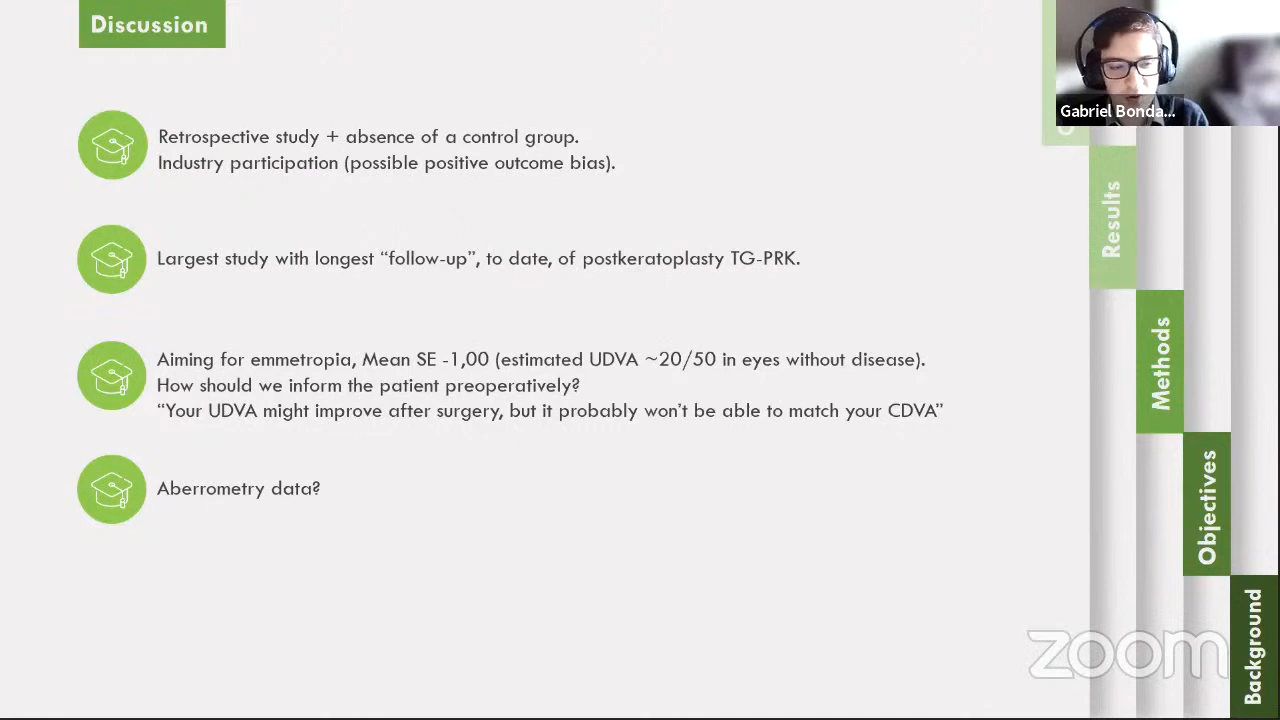 Discussion
Retrospective study + absence of a control group.
Industry participation (possible positive outcome bias).
Largest study with longest “follow-up”, to date, of postkeratoplasty TG-PRK.
Aiming for emmetropia, Mean SE -1,00 (estimated UDVA ~20/50 in eyes without disease).
How should we inform the patient preoperatively?
“Your UDVA might improve after surgery, but it probably won’t be able to match your CDVA”
Aberrometry data?
Gabriel Bonda...
Results
Methods
Objectives
Background
zoom